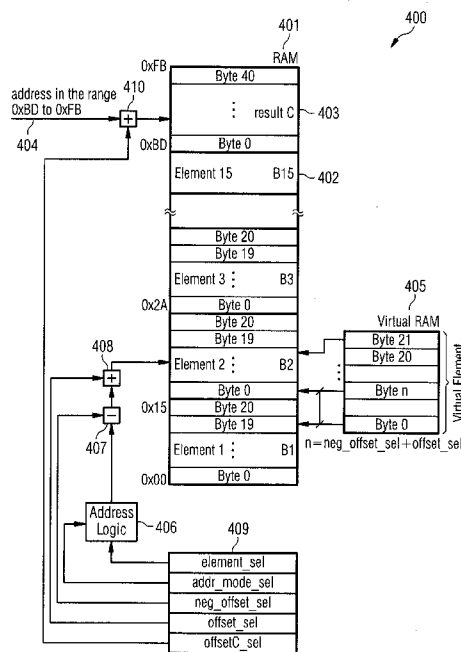 400
401
RAM
0xFB
Byte 40
410
address in the range
0xBD to 0xFB
+
⋮ result C
403
404
0xBD
Byte 0
Element 15 B15
402
Byte 20
Byte 19
Element 3 ⋮ B3
0x2A
Byte 0
405
Virtual RAM
Byte 20
Byte 19
408
+
Element 2 ⋮ B2
Byte 21
Byte 20
⋮
Byte n
Byte 0
Virtual Element
Byte 0
0x15
Byte 20
Byte 19
−
407
n=neg_offset_sel+offset_sel
Element 1 ⋮ B1
0x00
Byte 0
Address
Logic
406
409
element_sel
addr_mode_sel
neg_offset_sel
offset_sel
offsetC_sel